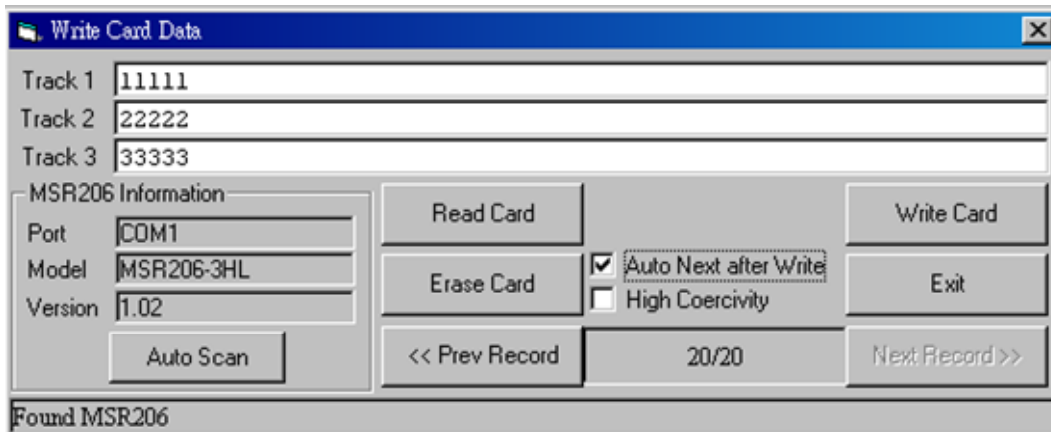 Write Card Data
Track 1 11111
Track 2 22222
Track 3 33333
MSR206 Information
Port COM1
Model MSR206-3HL
Version 1.02
Auto Scan
Read Card
Write Card
Erase Card
Auto Next after Write
High Coercivity
Exit
<< Prev Record
20/20
Next Record >>
Found MSR206